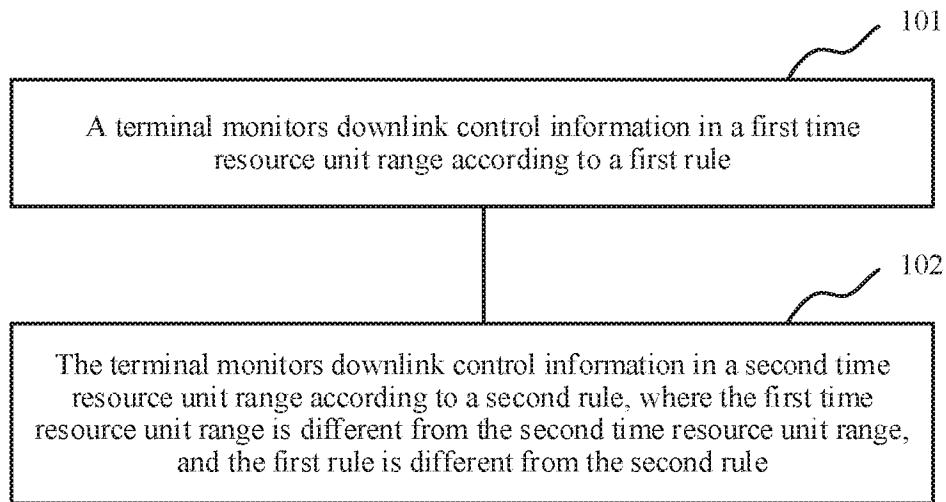 101
A terminal monitors downlink control information in a first time
resource unit range according to a first rule
102
The terminal monitors downlink control information in a second time
resource unit range according to a second rule, where the first time
resource unit range is different from the second time resource unit range,
and the first rule is different from the second rule